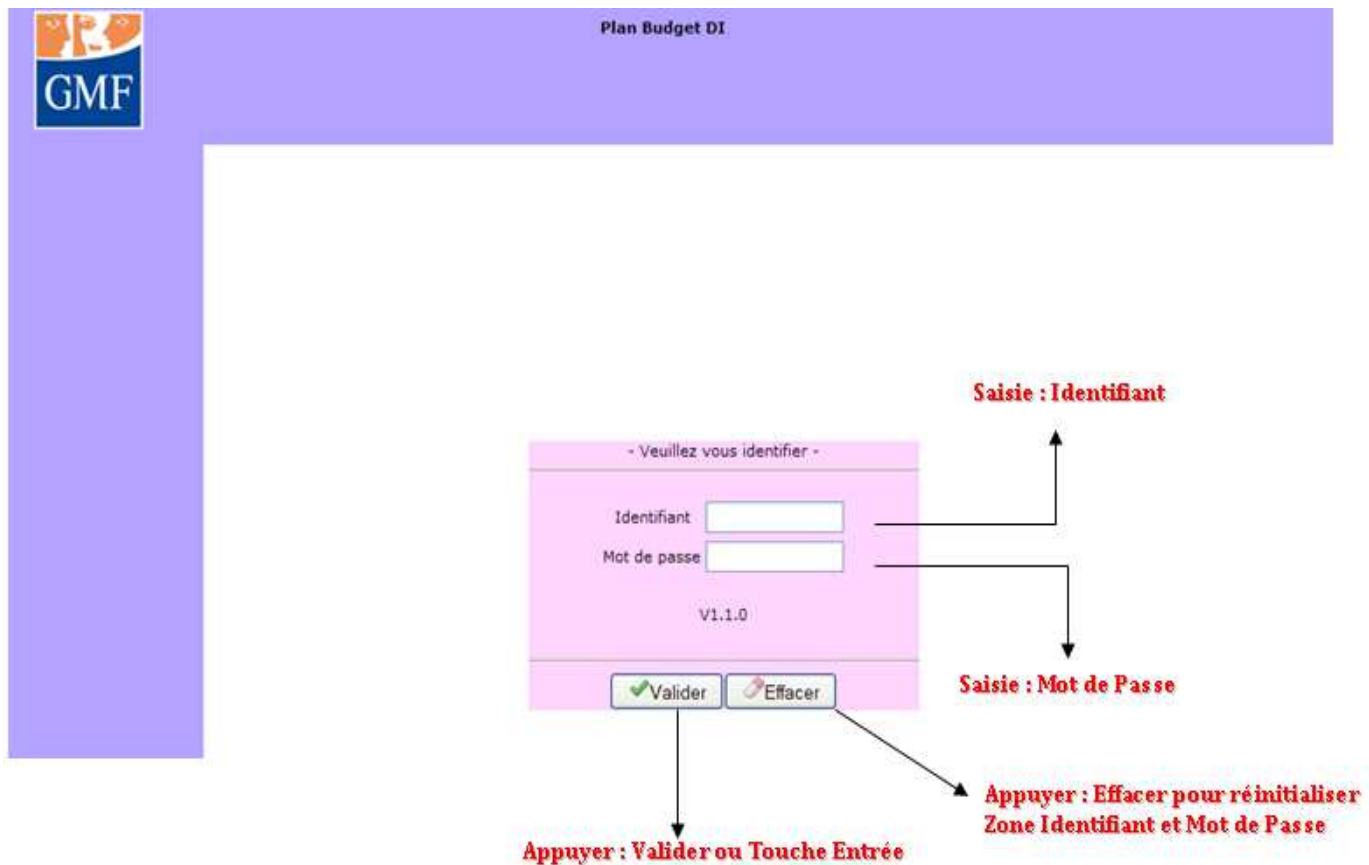 Plan Budget DI
GMF
Saisie : Identifiant
- Veuillez vous identifier -
Identifiant
Mot de passe
V1.1.0
Saisie : Mot de Passe
Valider
Effacer
Appuyer : Effacer pour réinitialiser
Zone Identifiant et Mot de Passe
Appuyer : Valider ou Touche Entrée